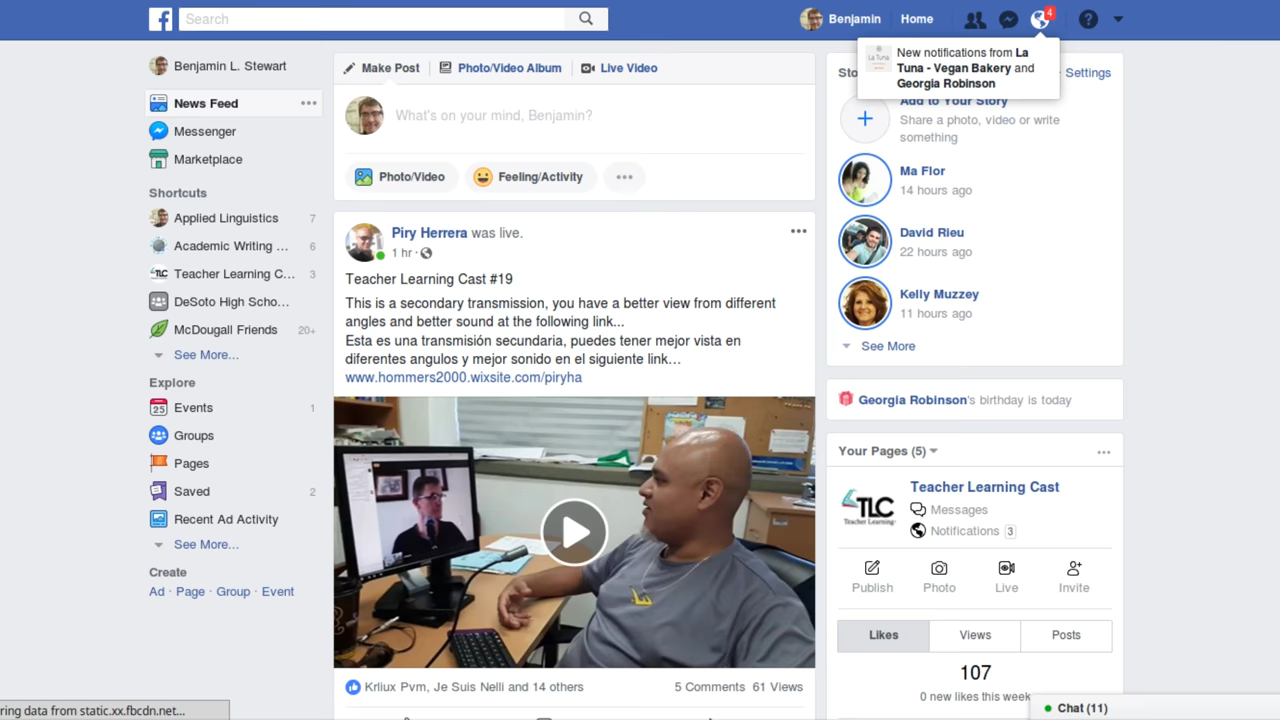 Search
Benjamin
Home
4
New notifications from La
Tuna - Vegan Bakery and
Georgia Robinson
Benjamin L. Stewart
News Feed
Messenger
Marketplace
Shortcuts
Applied Linguistics 7
Academic Writing ... 6
Teacher Learning C... 3
DeSoto High Scho...
McDougall Friends 20+
See More...
Explore
25 Events 1
Groups
Pages
Saved 2
Recent Ad Activity
See More...
Create
Ad · Page · Group · Event
ring data from static.xx.fbcdn.net...
Make Post
Photo/Video Album
Live Video
What's on your mind, Benjamin?
Photo/Video
Feeling/Activity
Piry Herrera was live.
1 hr ·
Teacher Learning Cast #19
This is a secondary transmission, you have a better view from different
angles and better sound at the following link...
Esta es una transmisión secundaria, puedes tener mejor vista en
diferentes angulos y mejor sonido en el siguiente link...
www.hommers2000.wixsite.com/piryha
Krliux Pvm, Je Suis Nelli and 14 others
5 Comments 61 Views
Settings
Add to Your Story
Share a photo, video or write
something
Ma Flor
14 hours ago
David Rieu
22 hours ago
Kelly Muzzey
11 hours ago
See More
Georgia Robinson's birthday is today
Your Pages (5)
TLC
Teacher Learning
Teacher Learning Cast
Messages
Notifications 3
Publish
Photo
Live
Invite
Likes
Views
Posts
107
0 new likes this week
Chat (11)